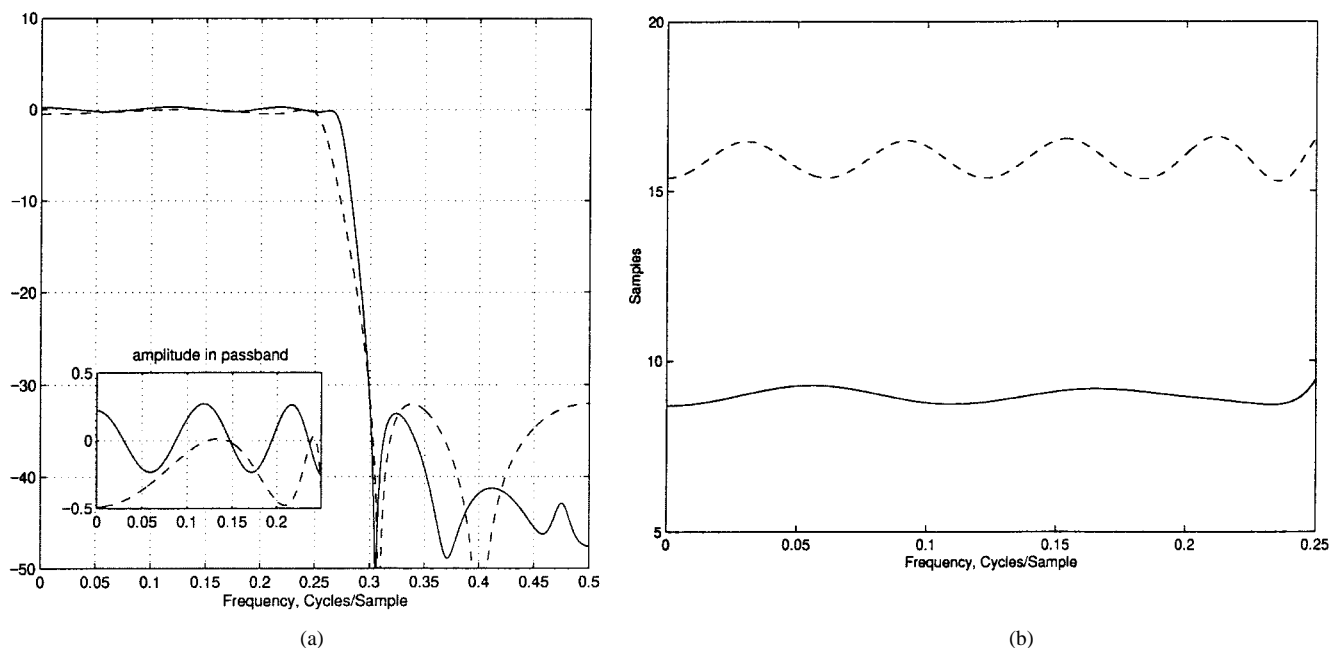 10
0
−10
−20
−30
−40
−50
amplitude in passband
0.5
0
−0.5
0 0.05 0.1 0.15 0.2
0 0.05 0.1 0.15 0.2 0.25 0.3 0.35 0.4 0.45 0.5
Frequency, Cycles/Sample
(a)
20
15
10
5
Samples
0 0.05 0.1 0.15 0.2 0.25
Frequency, Cycles/Sample
(b)